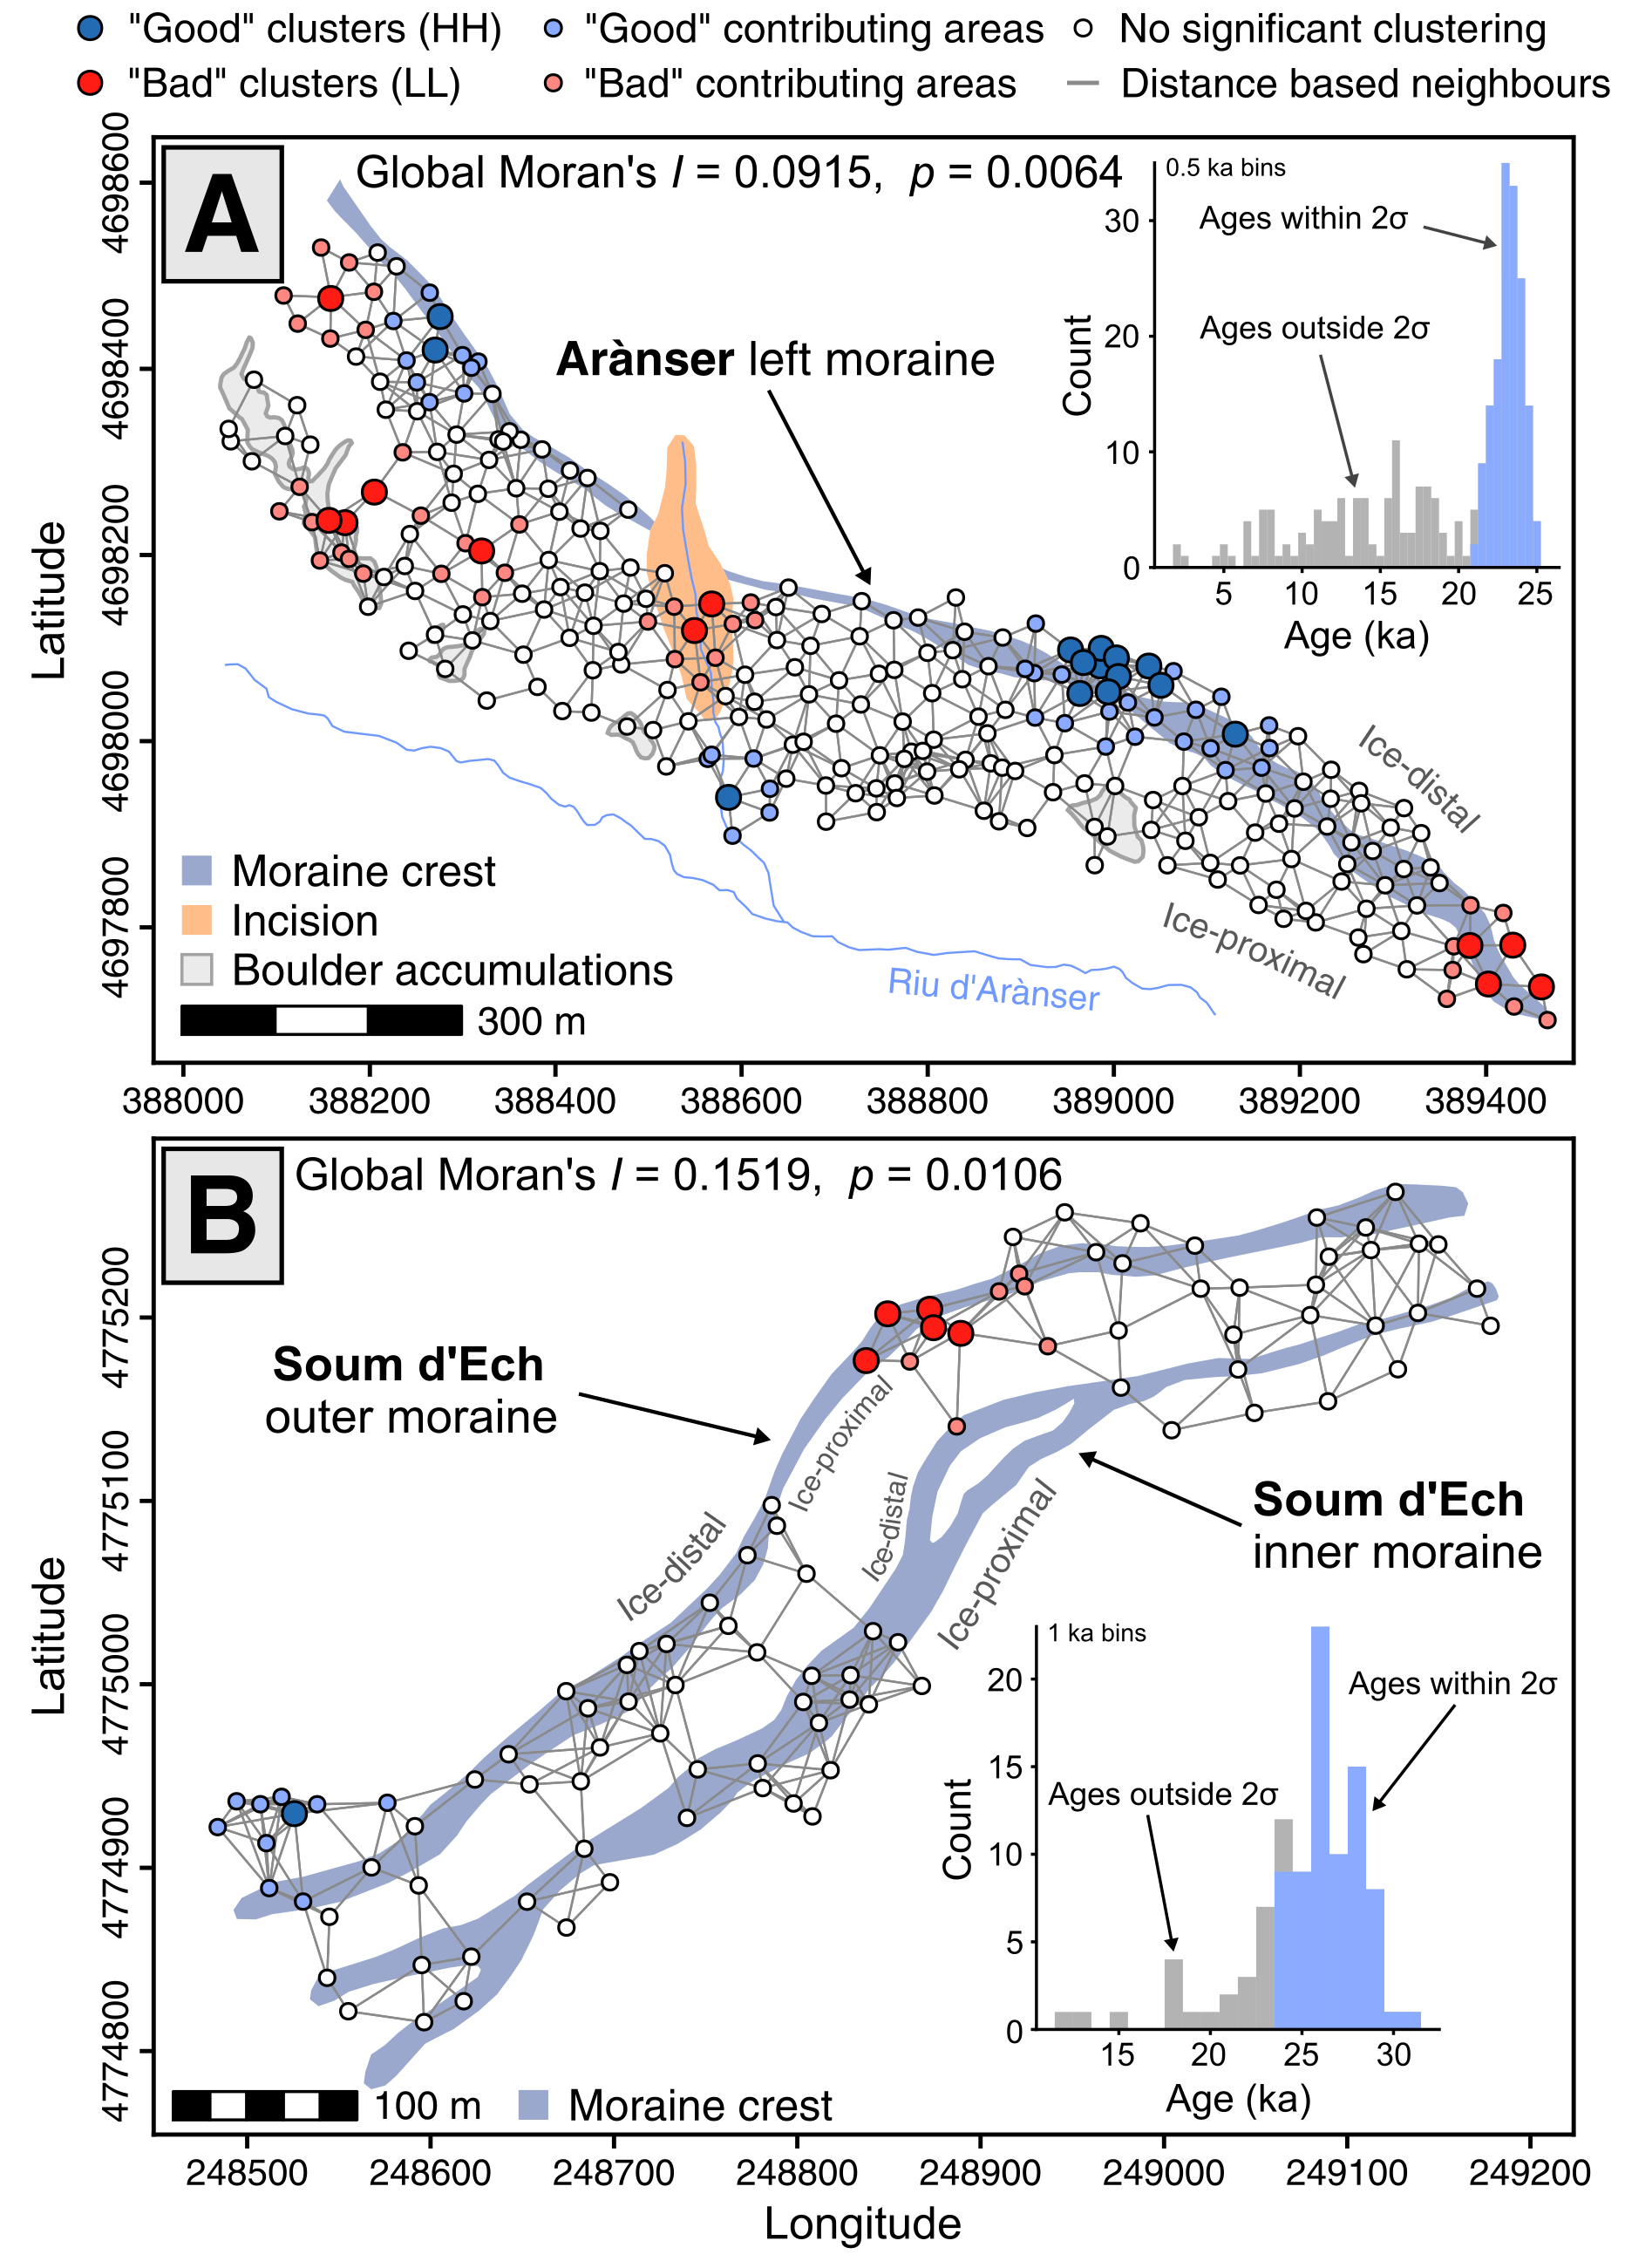 "Good" clusters (HH)
"Good" contributing areas
No significant clustering
"Bad" clusters (LL)
"Bad" contributing areas
Distance based neighbours
A
Global Moran's I = 0.0915, p = 0.0064
0.5 ka bins
Ages within 2σ
Ages outside 2σ
Count
0
10
20
30
5
10
15
20
25
Age (ka)
Arànser left moraine
Ice-distal
Ice-proximal
Riu d'Arànser
Moraine crest
Incision
Boulder accumulations
300 m
Latitude
4698600
4698400
4698200
4698000
4697800
388000
388200
388400
388600
388800
389000
389200
389400
B
Global Moran's I = 0.1519, p = 0.0106
Soum d'Ech
outer moraine
Ice-proximal
Ice-distal
Ice-distal
Ice-proximal
Soum d'Ech
inner moraine
1 ka bins
Ages within 2σ
Ages outside 2σ
Count
0
5
10
15
20
15
20
25
30
Age (ka)
100 m
Moraine crest
Latitude
4775200
4775100
4775000
4774900
4774800
248500
248600
248700
248800
248900
249000
249100
249200
Longitude